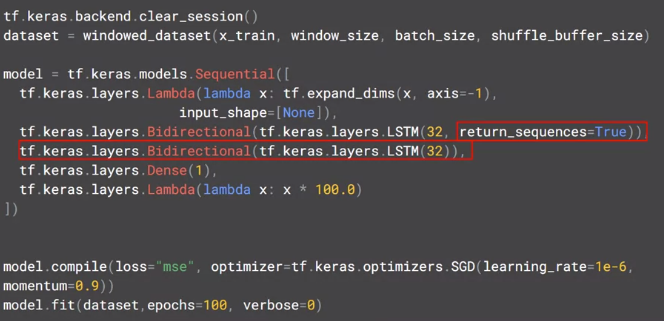 tf.keras.backend.clear_session()
dataset = windowed_dataset(x_train, window_size, batch_size, shuffle_buffer_size)
model = tf.keras.models.Sequential([
tf.keras.layers.Lambda(lambda x: tf.expand_dims(x, axis=-1),
input_shape=[None]),
tf.keras.layers.Bidirectional(tf.keras.layers.LSTM(32, return_sequences=True)),
tf.keras.layers.Bidirectional(tf.keras.layers.LSTM(32)),
tf.keras.layers.Dense(1),
tf.keras.layers.Lambda(lambda x: x * 100.0)
])
model.compile(loss="mse", optimizer=tf.keras.optimizers.SGD(learning_rate=1e-6,
momentum=0.9))
model.fit(dataset,epochs=100, verbose=0)